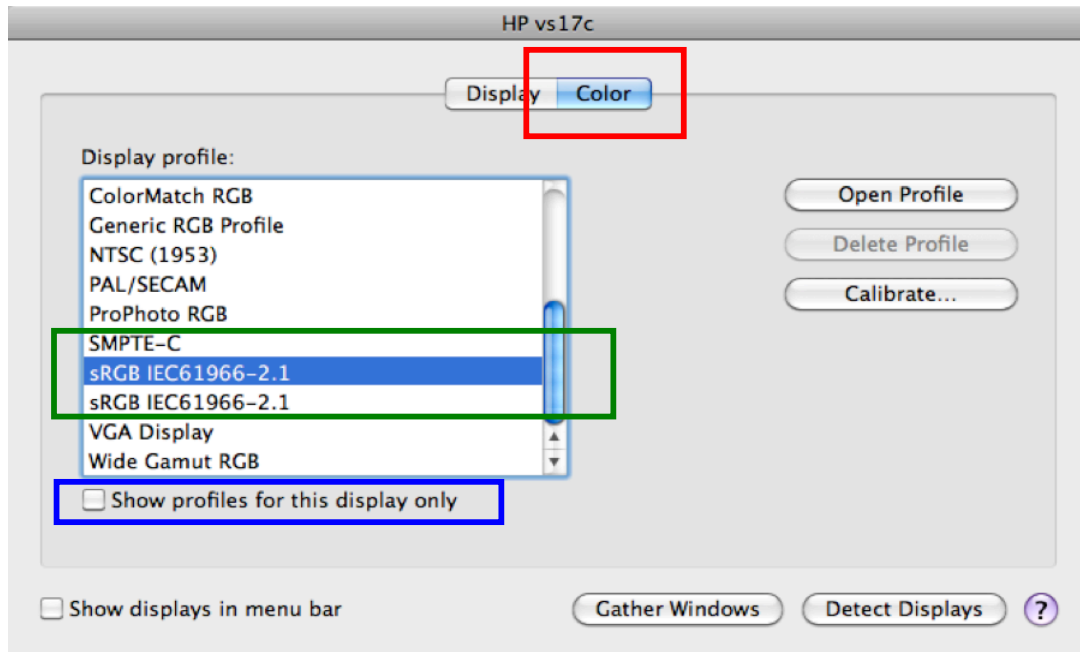 HP vs17c
Display Color
Display profile:
ColorMatch RGB
Generic RGB Profile
NTSC (1953)
PAL/SECAM
ProPhoto RGB
SMPTE-C
sRGB IEC61966-2.1
sRGB IEC61966-2.1
VGA Display
Wide Gamut RGB
Show profiles for this display only
Open Profile
Delete Profile
Calibrate...
Show displays in menu bar
Gather Windows
Detect Displays
?